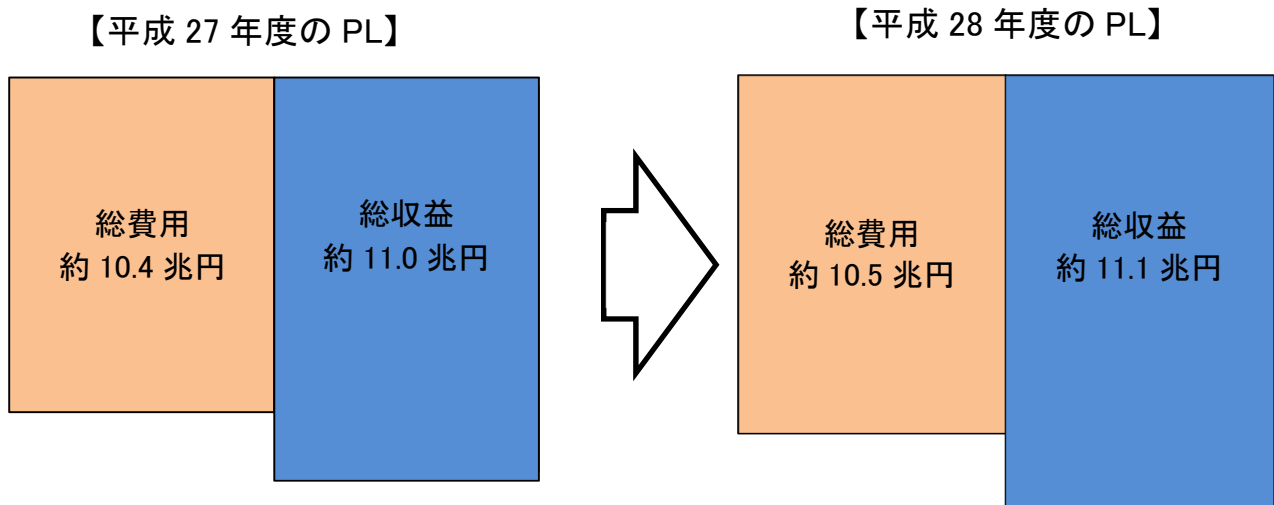 【平成 27 年度の PL】
総費用
約 10.4 兆円
総収益
約 11.0 兆円
【平成 28 年度の PL】
総費用
約 10.5 兆円
総収益
約 11.1 兆円